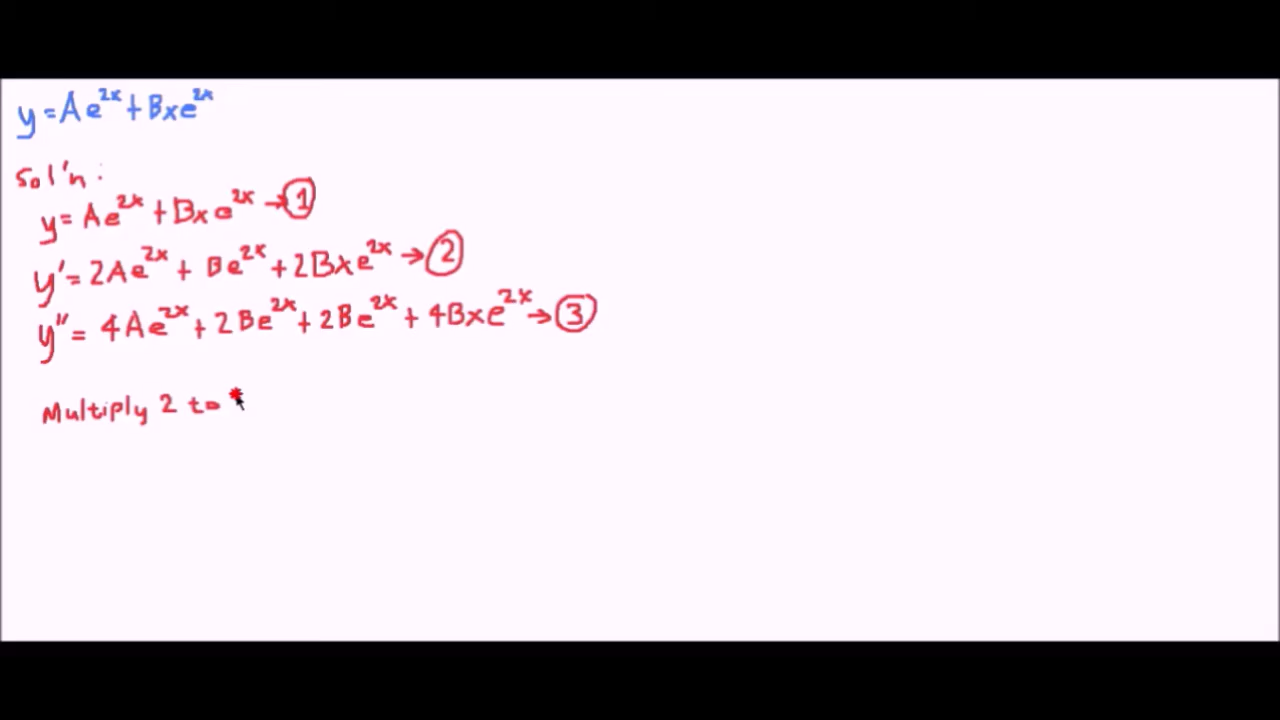 y=Ae^2x+Bxe^2x
Sol'n:
y=Ae^2x+Bxe^2x→①
y'=2Ae^2x+Be^2x+2Bxe^2x→②
y"=4Ae^2x+2Be^2x+2Be^2x+4Bxe^2x→③
Multiply 2 to